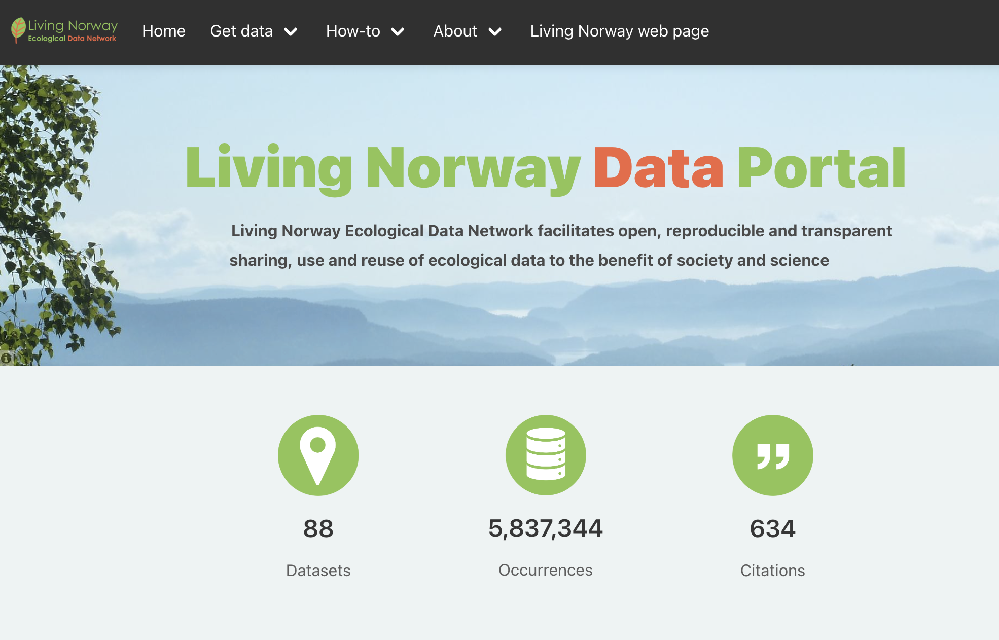 Living Norway
Ecological Data Network
Home
Get data
How-to
About
Living Norway web page
Living Norway Data Portal
Living Norway Ecological Data Network facilitates open, reproducible and transparent
sharing, use and reuse of ecological data to the benefit of society and science
88
Datasets
5,837,344
Occurrences
634
Citations